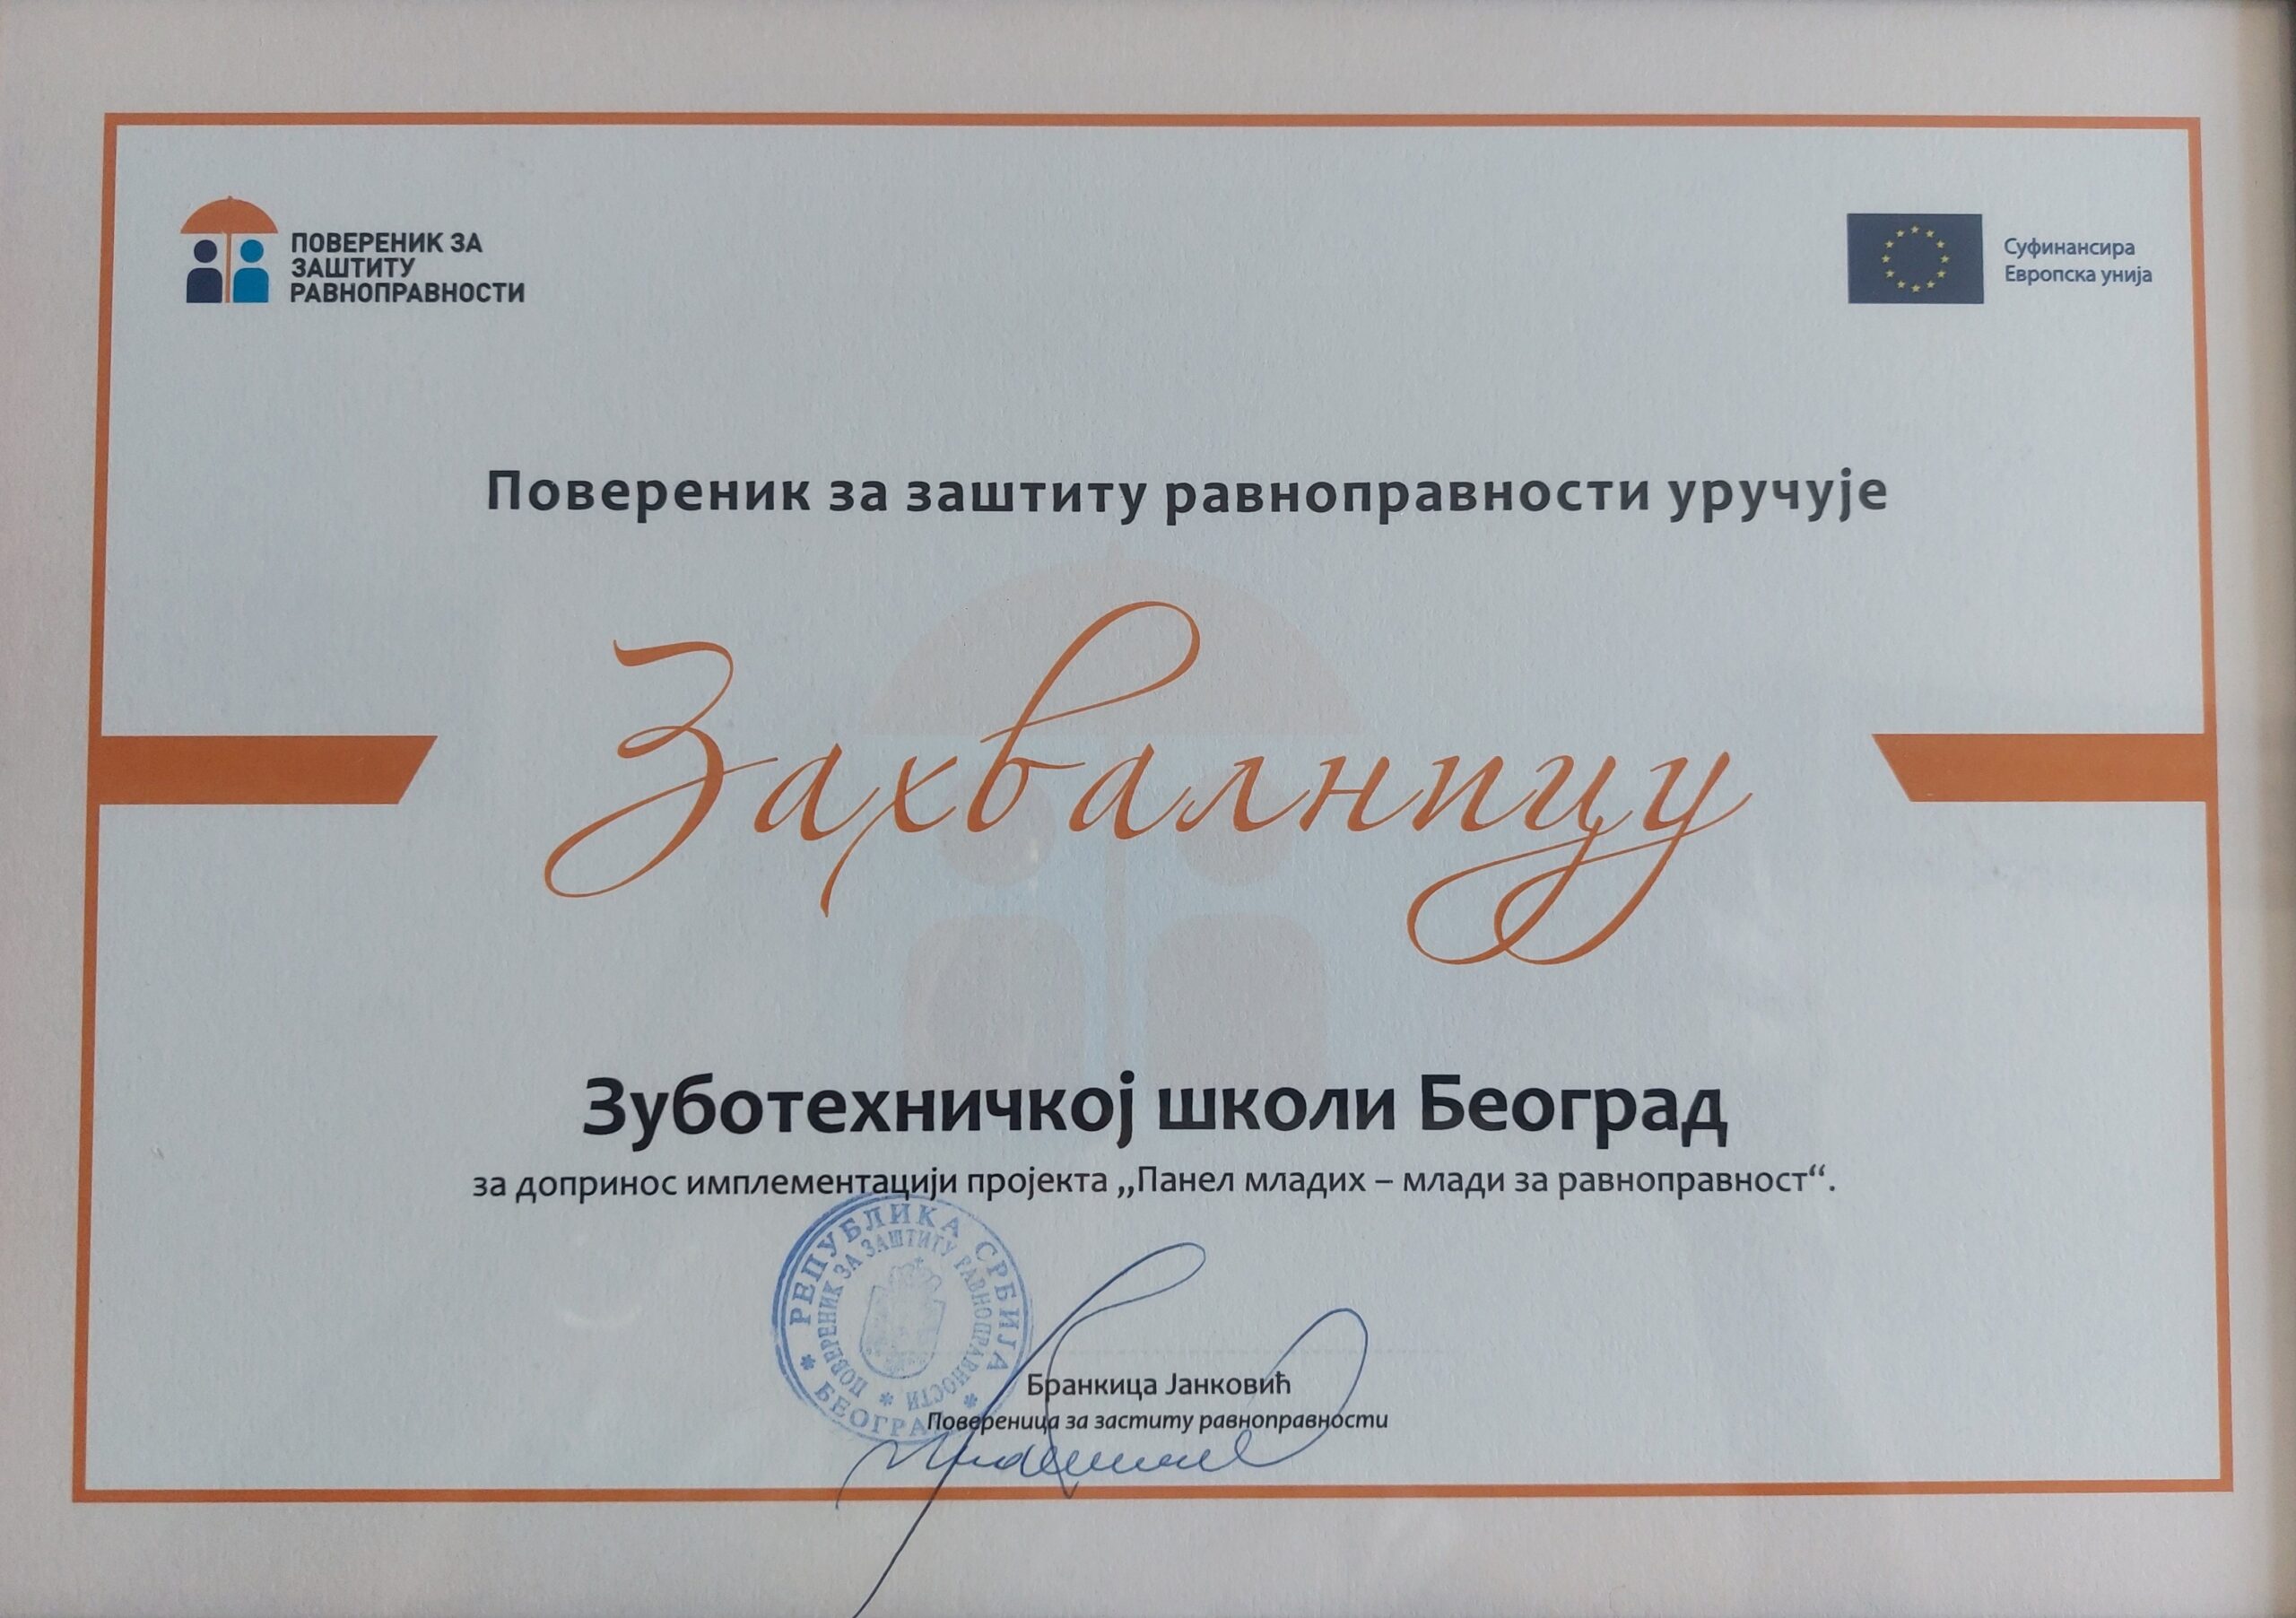 ПОВЕРЕНИК ЗА
ЗАШТИТУ
РАВНОПРАВНОСТИ
Суфинансира
Европска унија
Повереник за заштиту равноправности уручује
Захвалницу
Зуботехничкој школи Београд
за допринос имплементацији пројекта „Панел младих – млади за равноправност“.
РЕПУБЛИКА СРБИЈА
ПОВЕРЕНИК ЗА ЗАШТИТУ РАВНОПРАВНОСТИ
БЕОГРАД
Бранкица Јанковић
Повереница за заститу равноправности